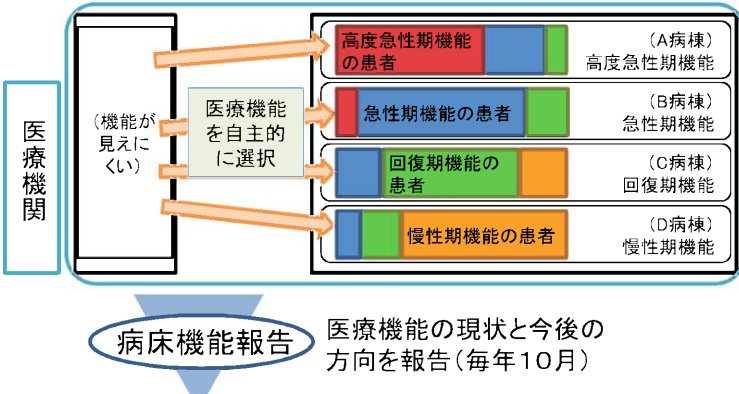 医療機関
(機能が
見えに
くい)
医療機能
を自主的
に選択
高度急性期機能
の患者
(A病棟)
高度急性期機能
急性期機能の患者
(B病棟)
急性期機能
回復期機能の
患者
(C病棟)
回復期機能
慢性期機能の患者
(D病棟)
慢性期機能
病床機能報告
医療機能の現状と今後の
方向を報告(毎年10月)